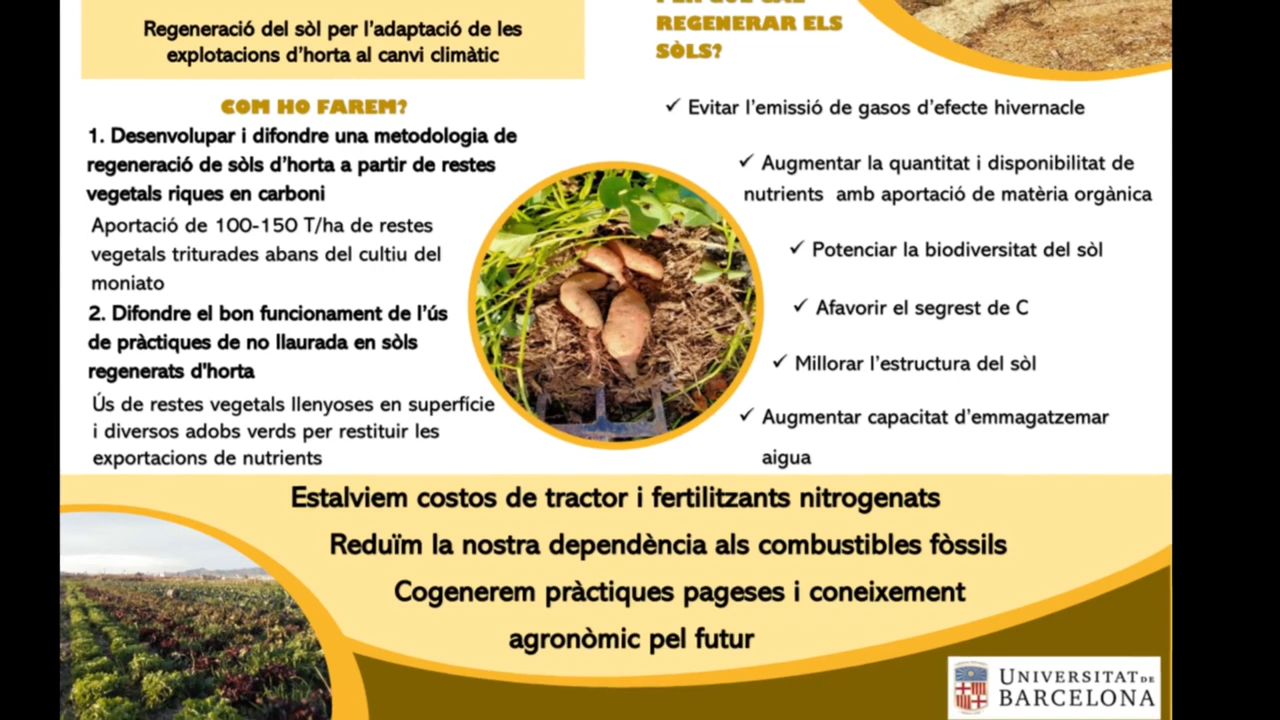 Regeneració del sòl per l'adaptació de les
explotacions d'horta al canvi climàtic
COM HO FAREM?
1. Desenvolupar i difondre una metodologia de
regeneració de sòls d'horta a partir de restes
vegetals riques en carboni
Aportació de 100-150 T/ha de restes
vegetals triturades abans del cultiu del
moniato
2. Difondre el bon funcionament de l'ús
de pràctiques de no llaurada en sòls
regenerats d'horta
Ús de restes vegetals llenyoses en superfície
i diversos adobs verds per restituir les
exportacions de nutrients
REGENERAR ELS
SÒLS?
✓ Evitar l'emissió de gasos d'efecte hivernacle
✓ Augmentar la quantitat i disponibilitat de
nutrients amb aportació de matèria orgànica
✓ Potenciar la biodiversitat del sòl
✓ Afavorir el segrest de C
✓ Millorar l'estructura del sòl
✓ Augmentar capacitat d'emmagatzemar
aigua
Estalviem costos de tractor i fertilitzants nitrogenats
Reduïm la nostra dependència als combustibles fòssils
Cogenerem pràctiques pageses i coneixement
agronòmic pel futur
UNIVERSITAT DE
BARCELONA